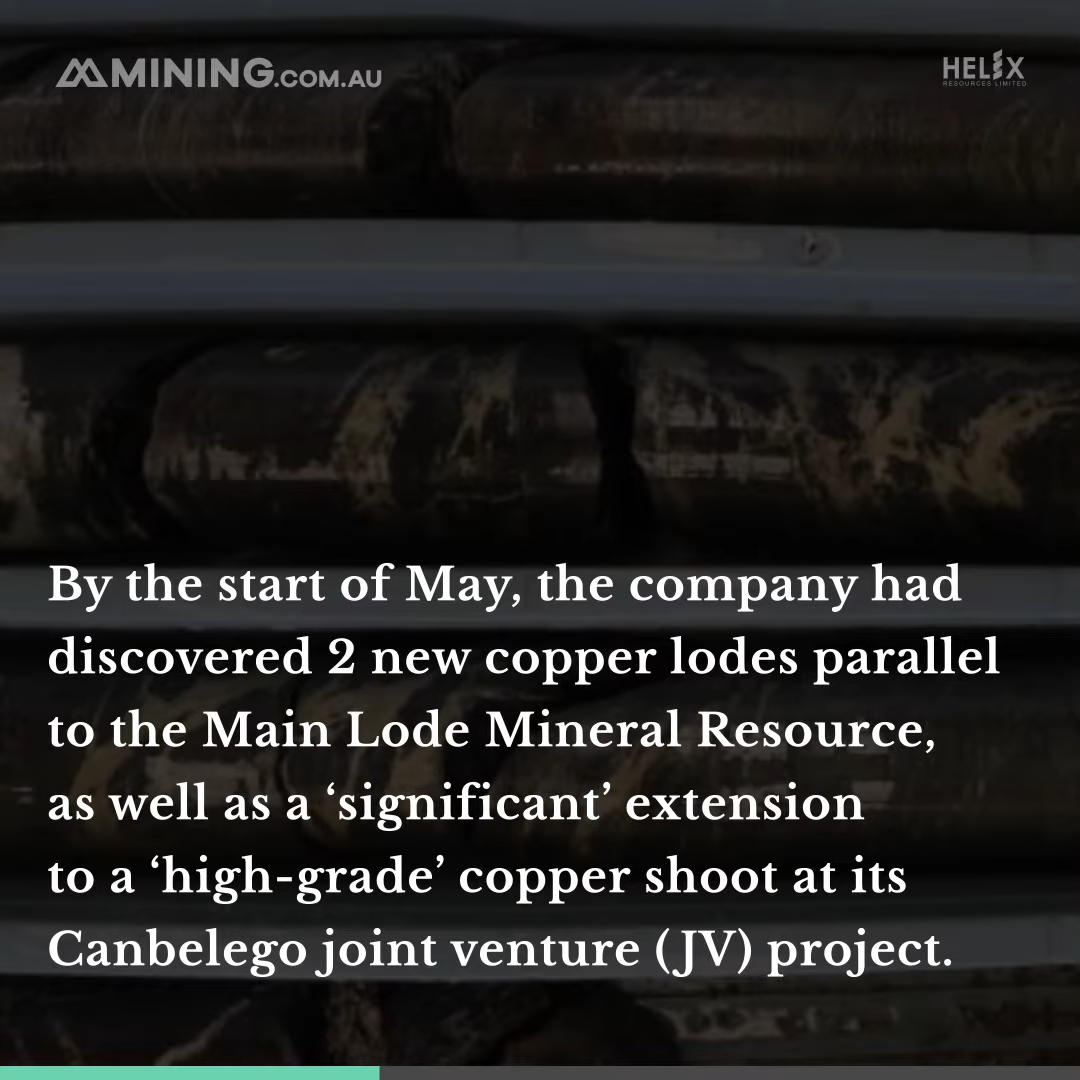 MINING.COM.AU
HELIX
RESOURCES LIMITED
By the start of May, the company had
discovered 2 new copper lodes parallel
to the Main Lode Mineral Resource,
as well as a ‘significant’ extension
to a ‘high-grade’ copper shoot at its
Canbelego joint venture (JV) project.